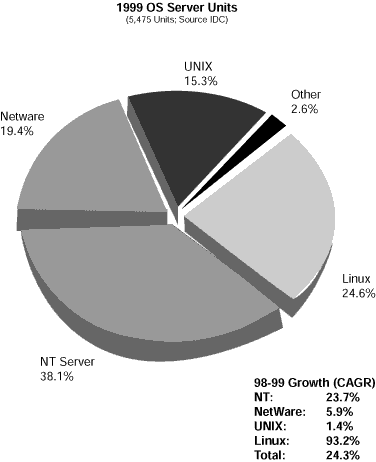 1999 OS Server Units
(5,475 Units; Source IDC)
UNIX
15.3%
Other
2.6%
Netware
19.4%
Linux
24.6%
NT Server
38.1%
98-99 Growth (CAGR)
NT: 23.7%
NetWare: 5.9%
UNIX: 1.4%
Linux: 93.2%
Total: 24.3%